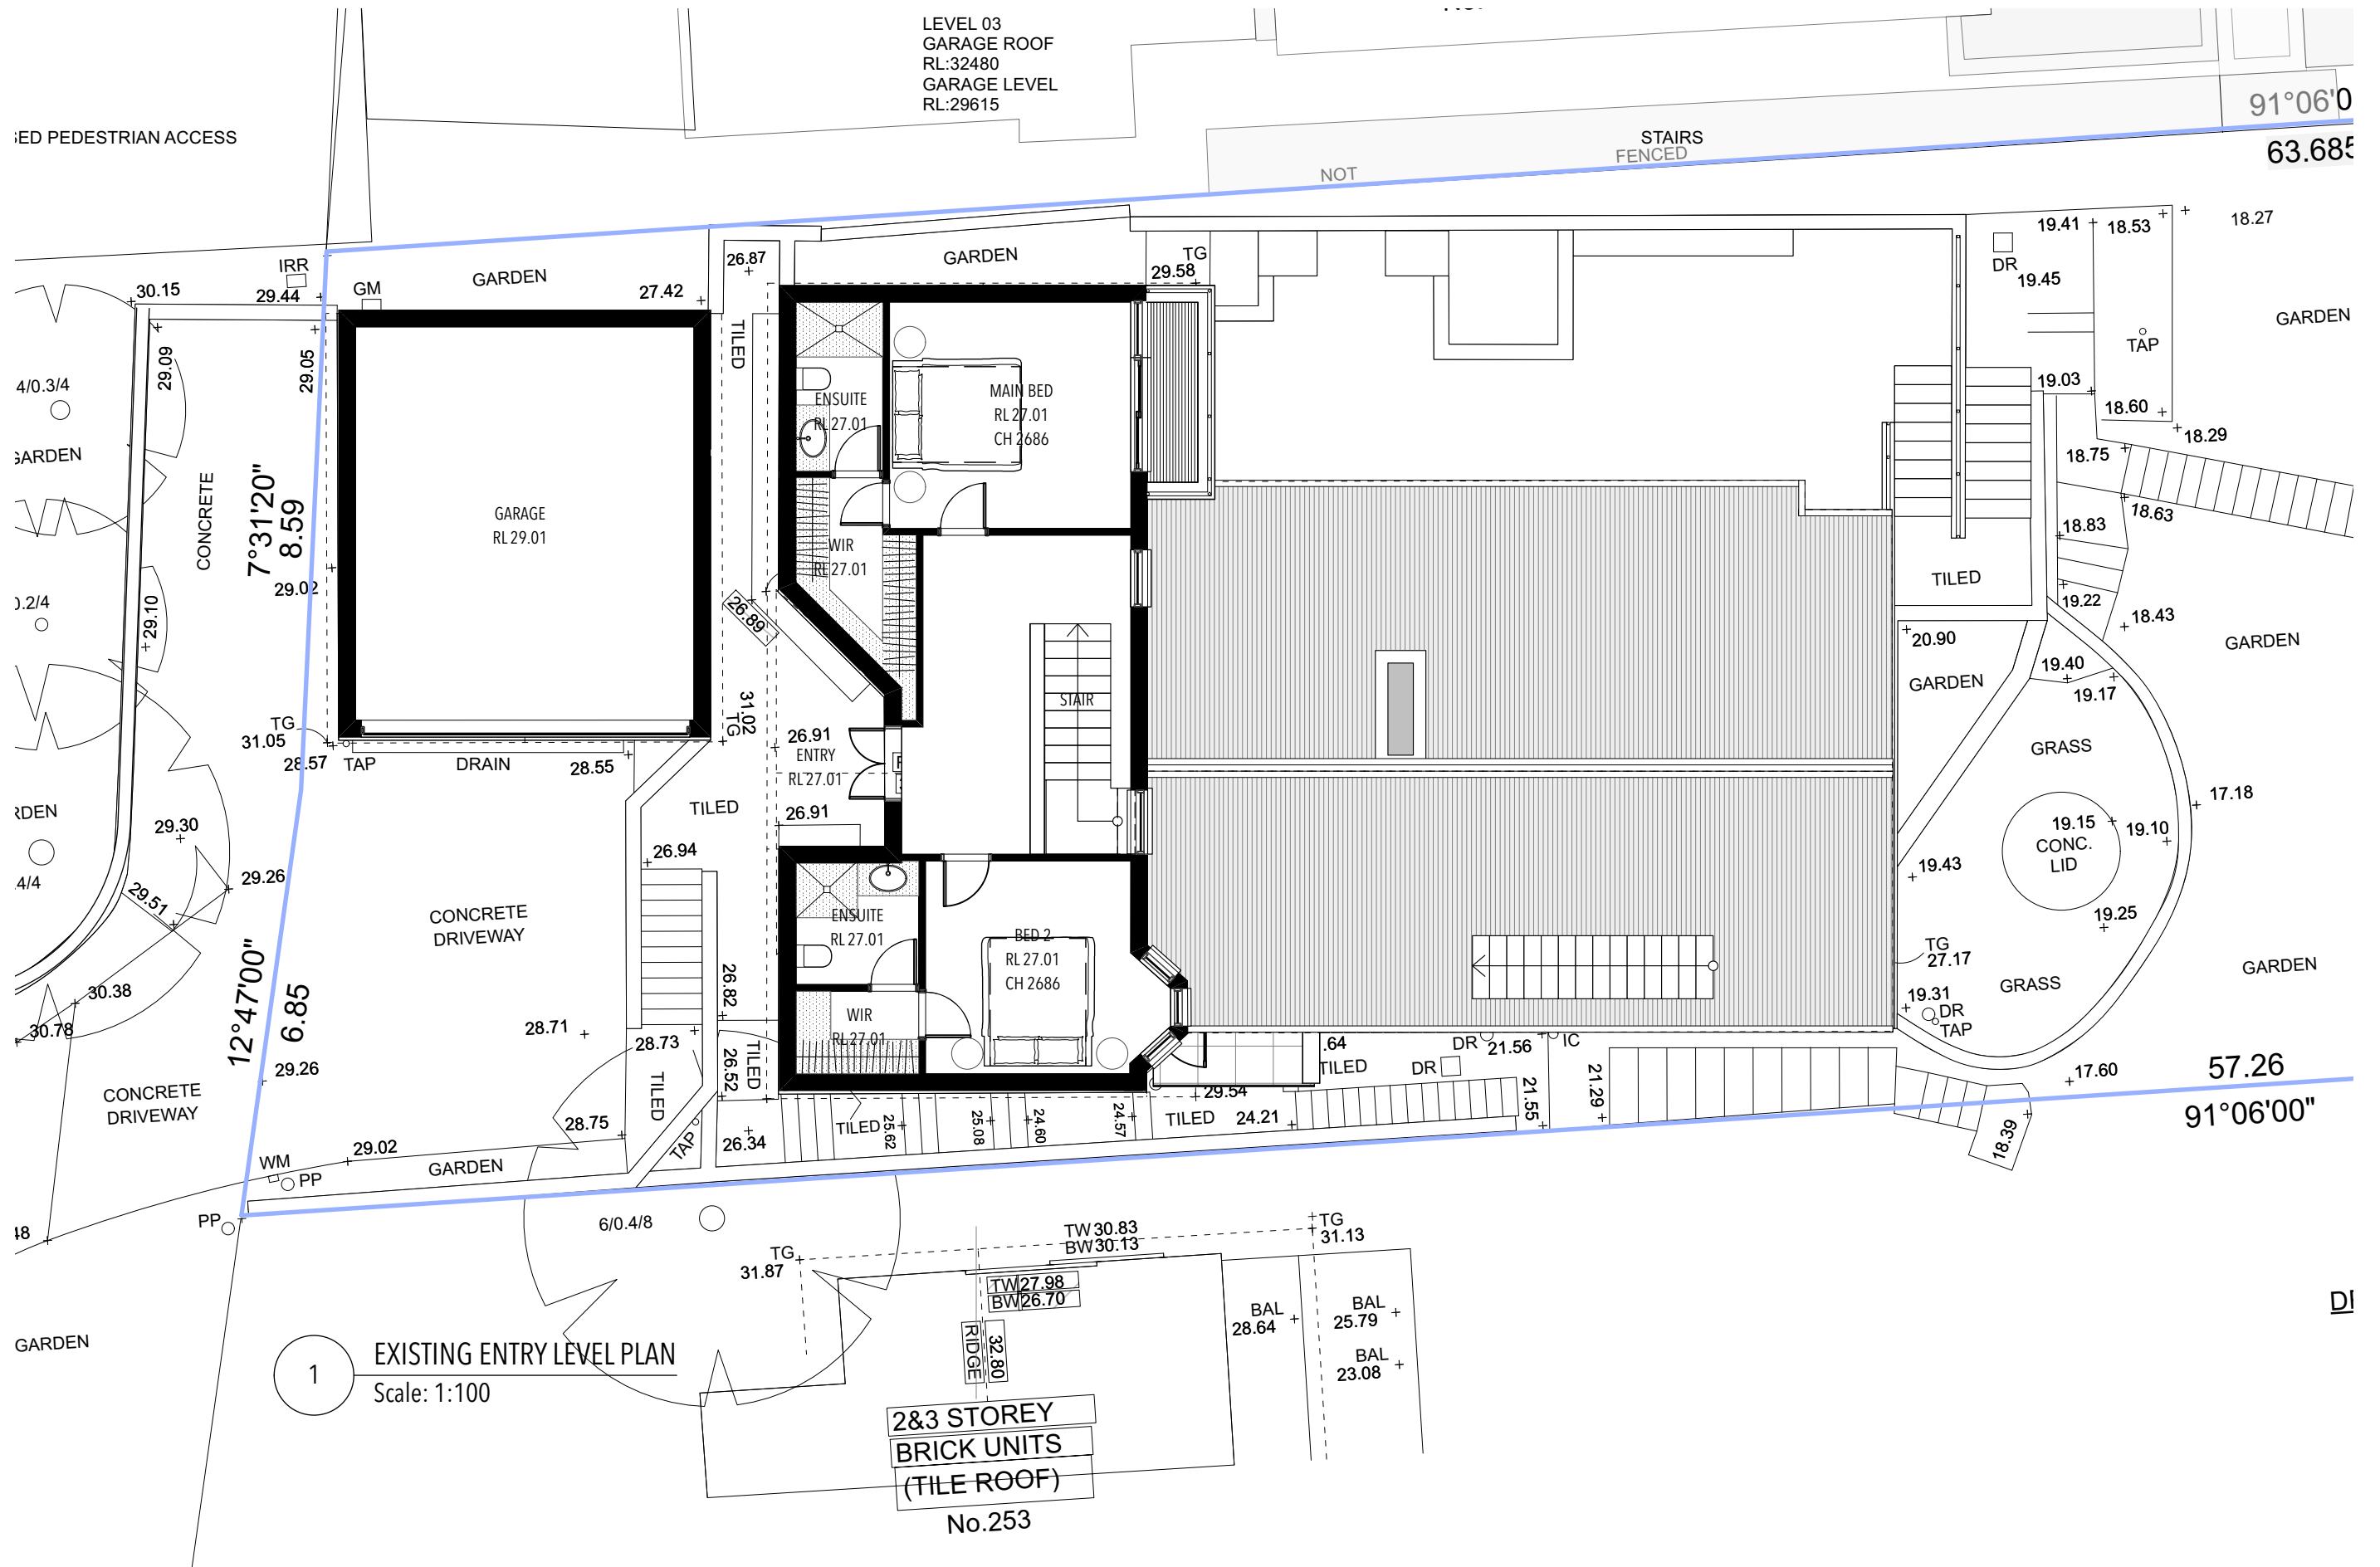 LEVEL 03
GARAGE ROOF
RL:32480
GARAGE LEVEL
RL:29615
PEDESTRIAN ACCESS
STAIRS
NOT
FENCED
91°06'0
63.685
IRR
GM
GARDEN
30.15
29.44
27.42
26.87
GARDEN
TG
29.58
19.41
18.53
18.27
DR
19.45
GARDEN
TAP
19.03
18.60
18.29
18.75
18.63
18.83
19.22
18.43
TILED
GARDEN
20.90
GARDEN
19.40
19.17
GRASS
17.18
19.15
19.10
CONC.
LID
19.43
19.25
TG
27.17
GRASS
GARDEN
19.31
DR
TAP
17.60
57.26
91°06'00"
18.39
29.09
29.05
4/0.3/4
GARDEN
CONCRETE
7°31'20"
8.59
29.02
0.2/4
29.10
GARAGE
RL 29.01
TILED
26.89
31.02
TG
ENSUITE
RL 27.01
MAIN BED
RL 27.01
CH 2686
WIR
RL 27.01
STAIR
26.91
ENTRY
RL 27.01
26.91
TG
31.05
28.57
TAP
DRAIN
28.55
TILED
26.94
29.30
29.26
29.51
4/4
CONCRETE
DRIVEWAY
30.38
30.78
12°47'00"
6.85
28.71
28.73
26.82
26.52
TILED
TILED
29.26
CONCRETE
DRIVEWAY
28.75
TAP
26.34
29.02
GARDEN
WM
PP
PP
48
ENSUITE
RL 27.01
BED 2
RL 27.01
CH 2686
WIR
RL 27.01
TILED
25.62
25.08
24.60
24.57
TILED
24.21
29.54
.64
TILED
DR
21.56
IC
DR
21.55
21.29
6/0.4/8
TG
31.87
TW 30.83
BW 30.13
TG
31.13
TW 27.98
BW 26.70
RIDGE
32.80
BAL
28.64
BAL
25.79
BAL
23.08
GARDEN
1
EXISTING ENTRY LEVEL PLAN
Scale: 1:100
2&3 STOREY
BRICK UNITS
(TILE ROOF)
No.253